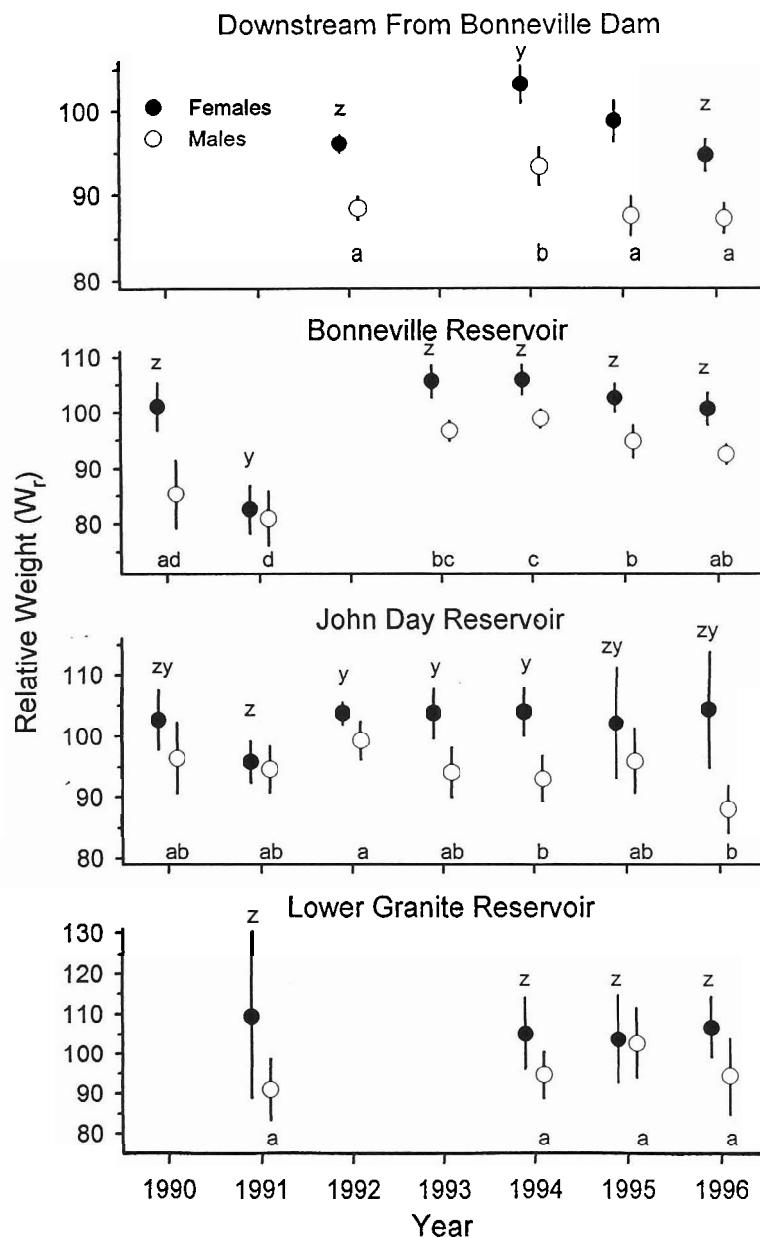 Downstream From Bonneville Dam
y
100
Females
z
z
Males
90
a
b
a
a
80
Bonneville Reservoir
110
z
z
z
z
z
100
y
90
80
ad
d
bc
c
b
ab
John Day Reservoir
zy
zy
zy
110
z
y
y
y
100
90
80
ab
ab
a
ab
b
ab
b
Lower Granite Reservoir
130
z
120
z
z
z
110
100
90
80
a
a
a
a
1990 1991 1992 1993 1994 1995 1996
Year
Relative Weight (Wr)